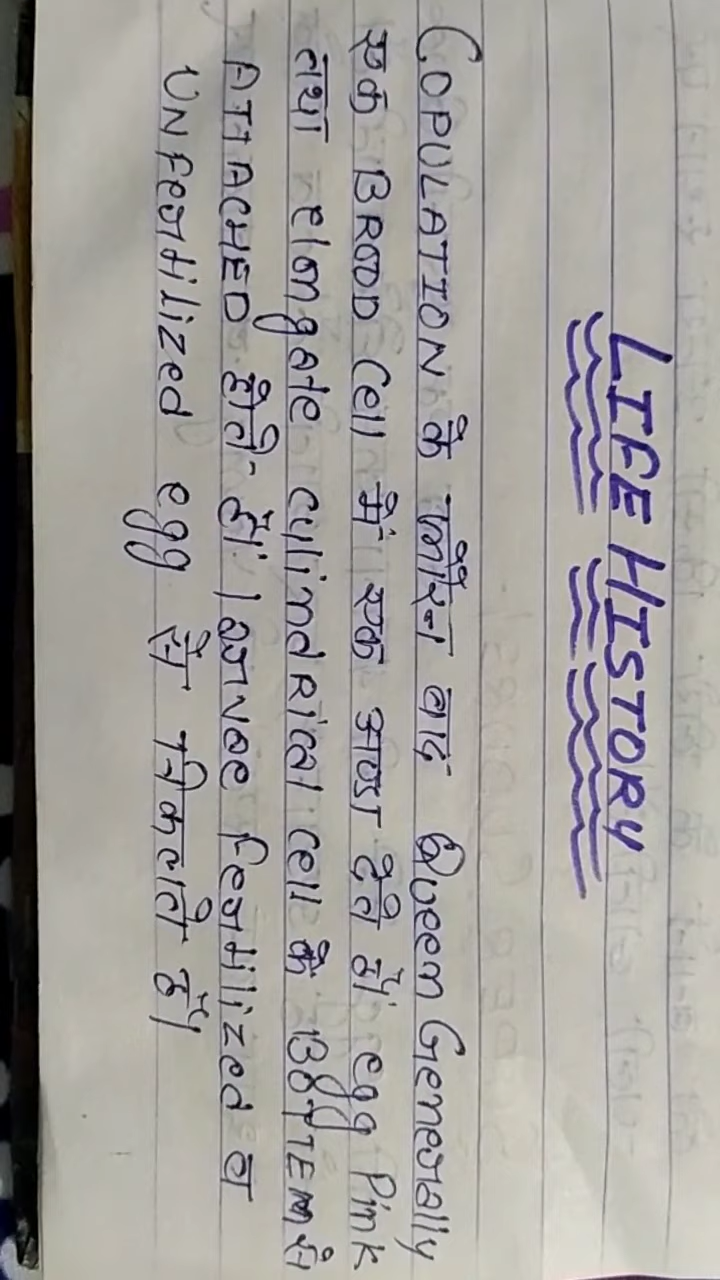 LIFE HISTORY
COPULATION के तीन बाद Queen Generally
एक BROOD Cell में एक अण्डा देते हैं egg Pink
तथा elongate cylindrical cell के BOTTEM से
ATTACHED होते हैं। Larvae fertilized व
UNfertilized egg से निकलते हैं।